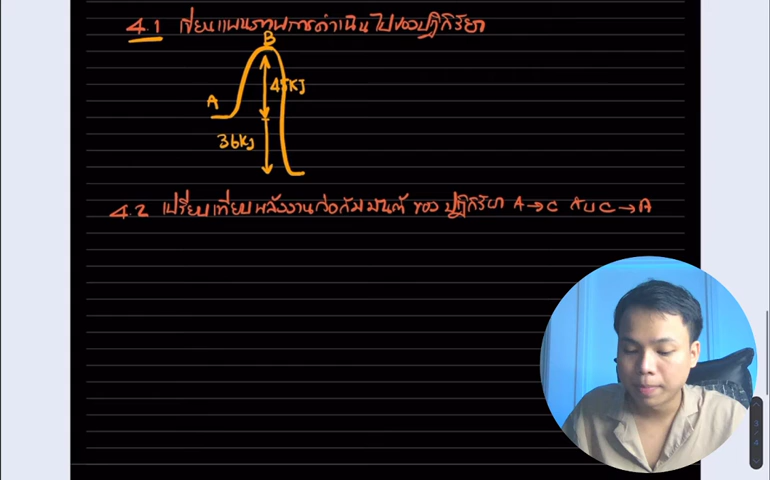 4.1 เขียนแผนภาพการดำเนินไปของปฏิกิริยา
B
A
45KJ
36KJ
4.2 เปรียบเทียบพลังงานก่อกัมมันต์ ของ ปฏิกิริยา A→C กับ C→A